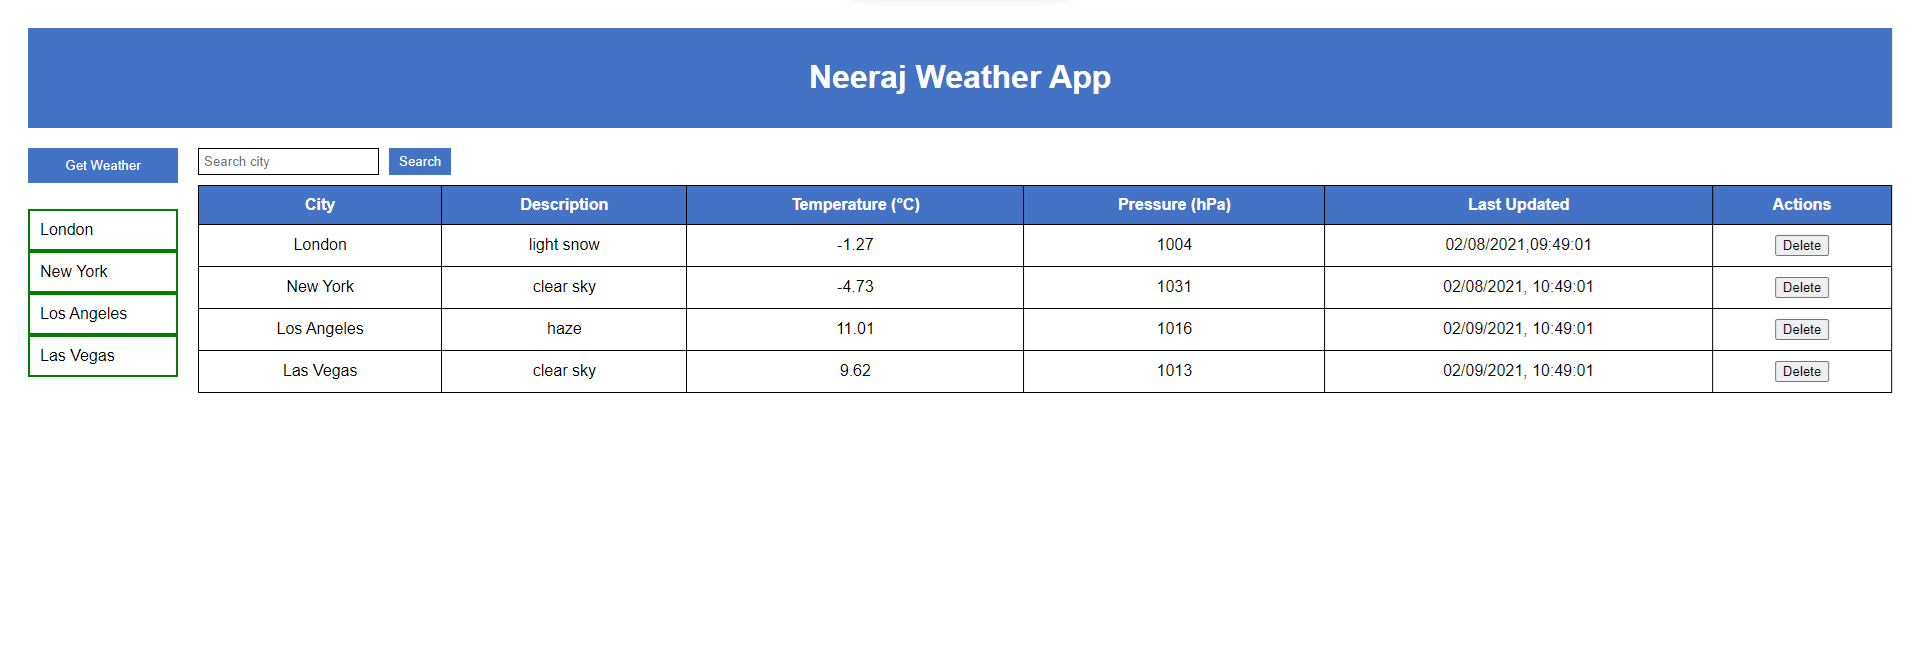 Neeraj Weather App
Get Weather
London
New York
Los Angeles
Las Vegas
Search city Search
City Description Temperature (°C) Pressure (hPa) Last Updated Actions
London light snow -1.27 1004 02/08/2021,09:49:01 Delete
New York clear sky -4.73 1031 02/08/2021, 10:49:01 Delete
Los Angeles haze 11.01 1016 02/09/2021, 10:49:01 Delete
Las Vegas clear sky 9.62 1013 02/09/2021, 10:49:01 Delete